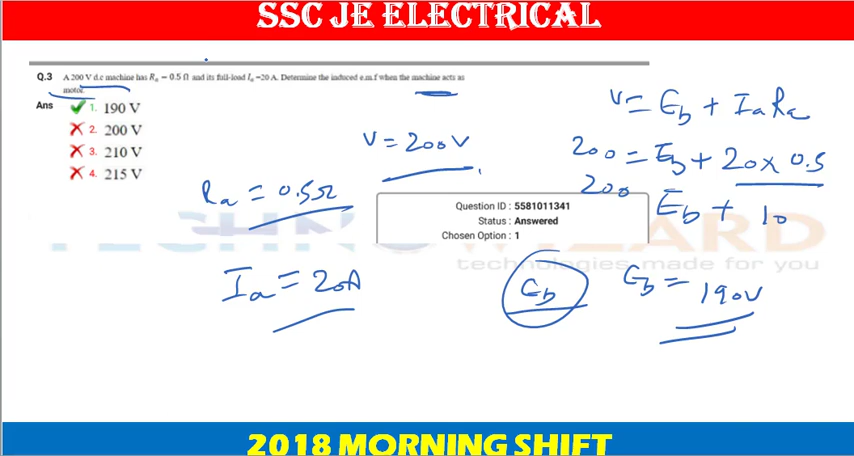 SSC JE ELECTRICAL
Q.3 A 200 V d.c machine has Rₐ = 0.5 Ω and its full-load Iₐ =20 A. Determine the induced e.m.f when the machine acts as
motor.
Ans 1. 190 V
2. 200 V
3. 210 V
4. 215 V
V = 200V
Ra = 0.5Ω
Ia = 20A
Question ID : 5581011341
Status : Answered
Chosen Option : 1
V = Eb + IaRa
200 = Eb + 20 x 0.5
200 Eb + 10
Eb
Eb = 190V
TECHNOWIZARD
technologies made for you
2018 MORNING SHIFT